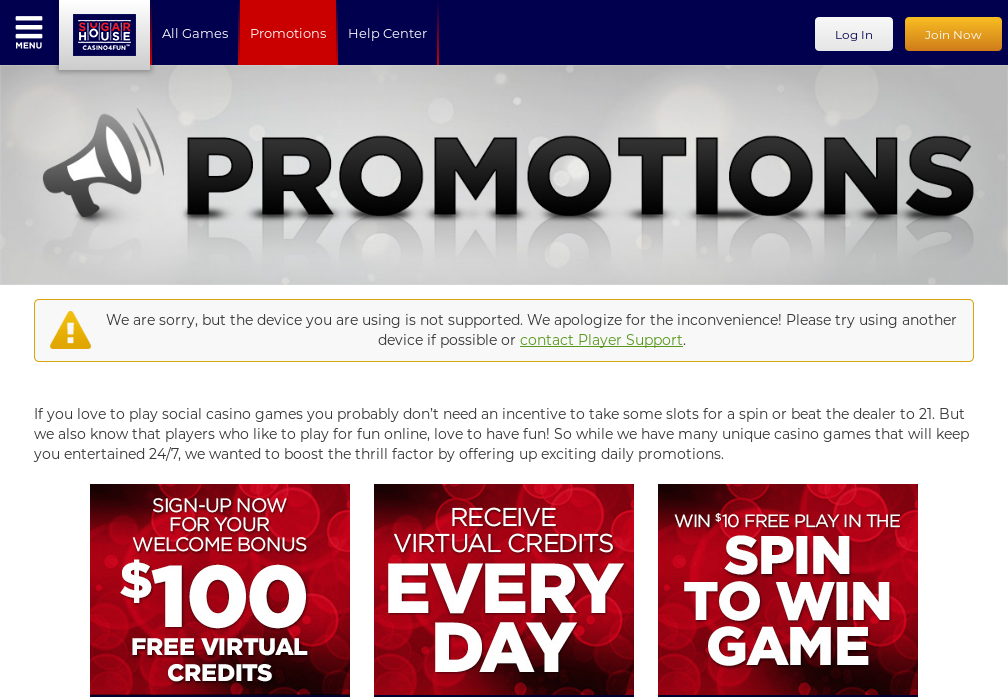 MENU
SUGAR
HOUSE
CASINO4FUN™
All Games
Promotions
Help Center
Log In
Join Now
PROMOTIONS
We are sorry, but the device you are using is not supported. We apologize for the inconvenience! Please try using another
device if possible or contact Player Support.
If you love to play social casino games you probably don’t need an incentive to take some slots for a spin or beat the dealer to 21. But
we also know that players who like to play for fun online, love to have fun! So while we have many unique casino games that will keep
you entertained 24/7, we wanted to boost the thrill factor by offering up exciting daily promotions.
SIGN-UP NOW
FOR YOUR
WELCOME BONUS
$100
FREE VIRTUAL
CREDITS
RECEIVE
VIRTUAL CREDITS
EVERY
DAY
WIN $10 FREE PLAY IN THE
SPIN
TO WIN
GAME